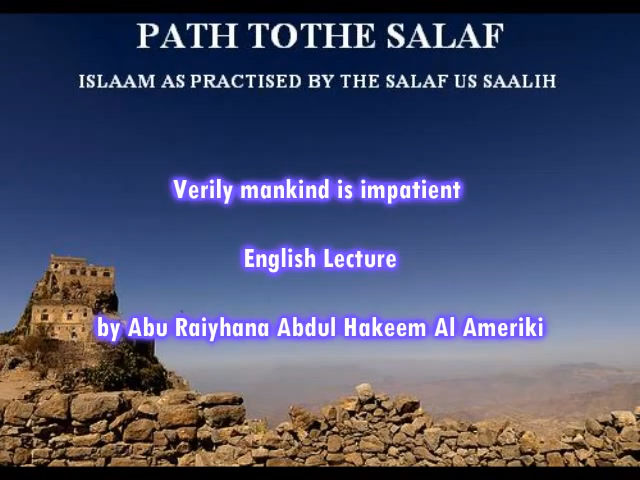 PATH TOTHE SALAF
ISLAAM AS PRACTISED BY THE SALAF US SAALIH
Verily mankind is impatient
English Lecture
by Abu Raiyhana Abdul Hakeem Al Ameriki